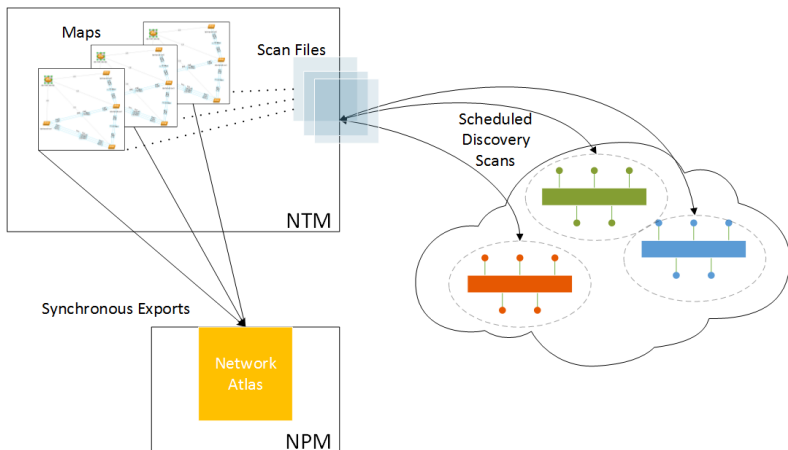 Maps
Scan Files
Scheduled
Discovery
Scans
NTM
Synchronous Exports
Network
Atlas
NPM